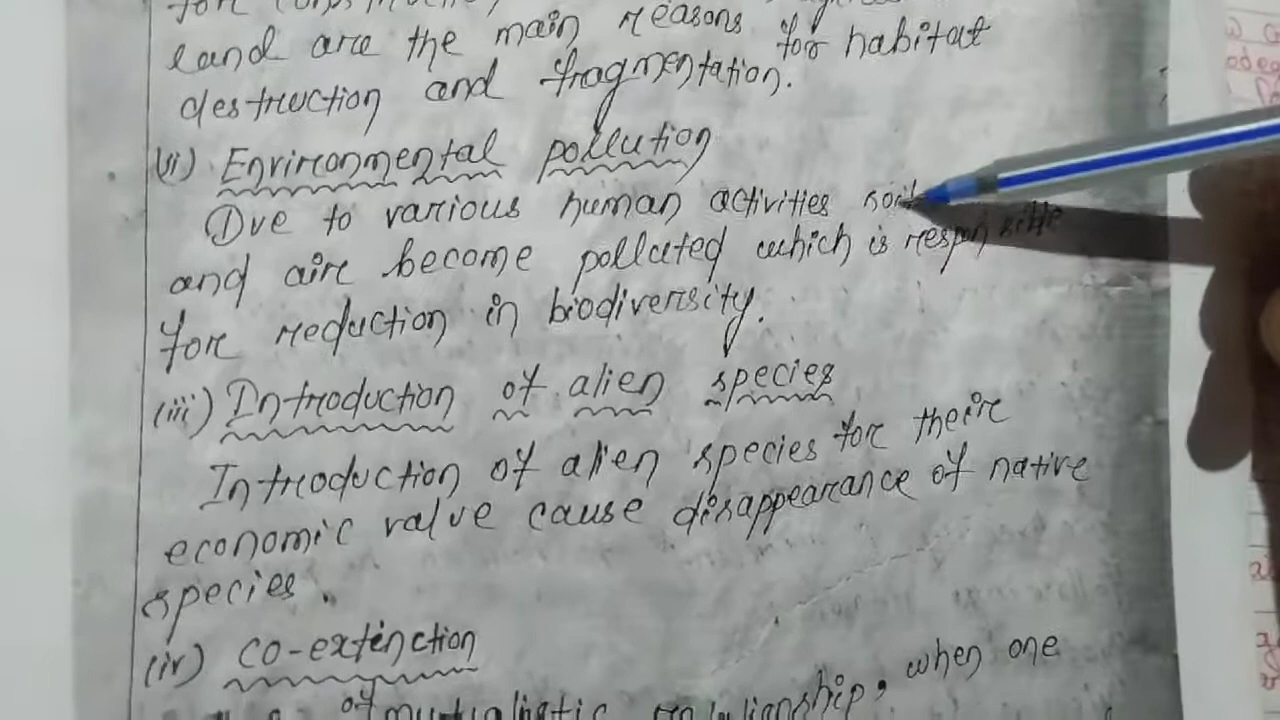 land are the main reasons for habitat
destruction and fragmentation.
(ii) Environmental pollution
Due to various human activities soil
and air become polluted which is responsible
for reduction in biodiversity.
(iii) Introduction of alien species
Introduction of alien species for their
economic value cause disappearance of native
species.
(iv) co-extinction
of mutualistic relationship, when one